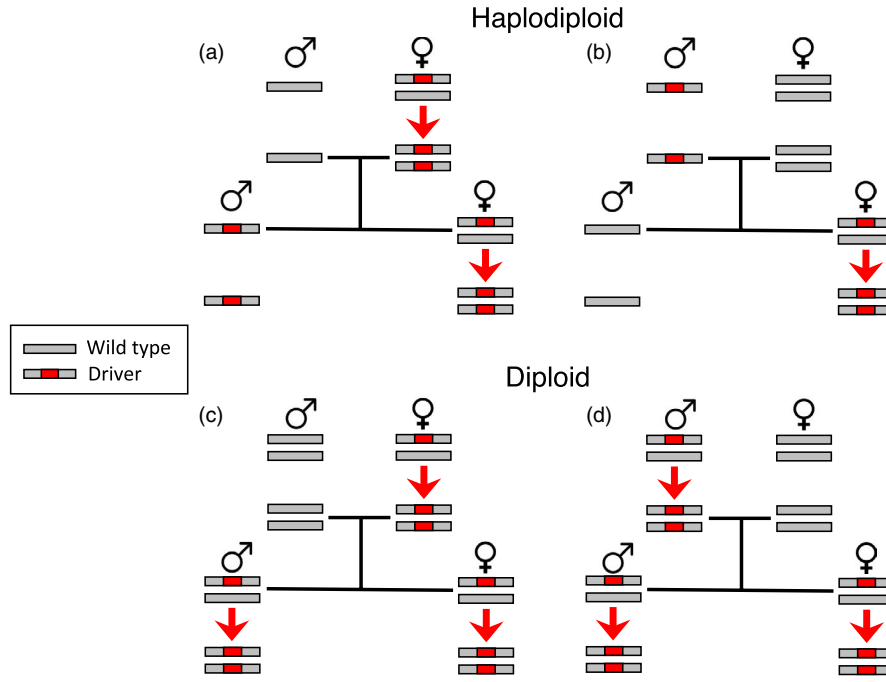 Haplodiploid
(a)
(b)
Wild type
Driver
Diploid
(c)
(d)